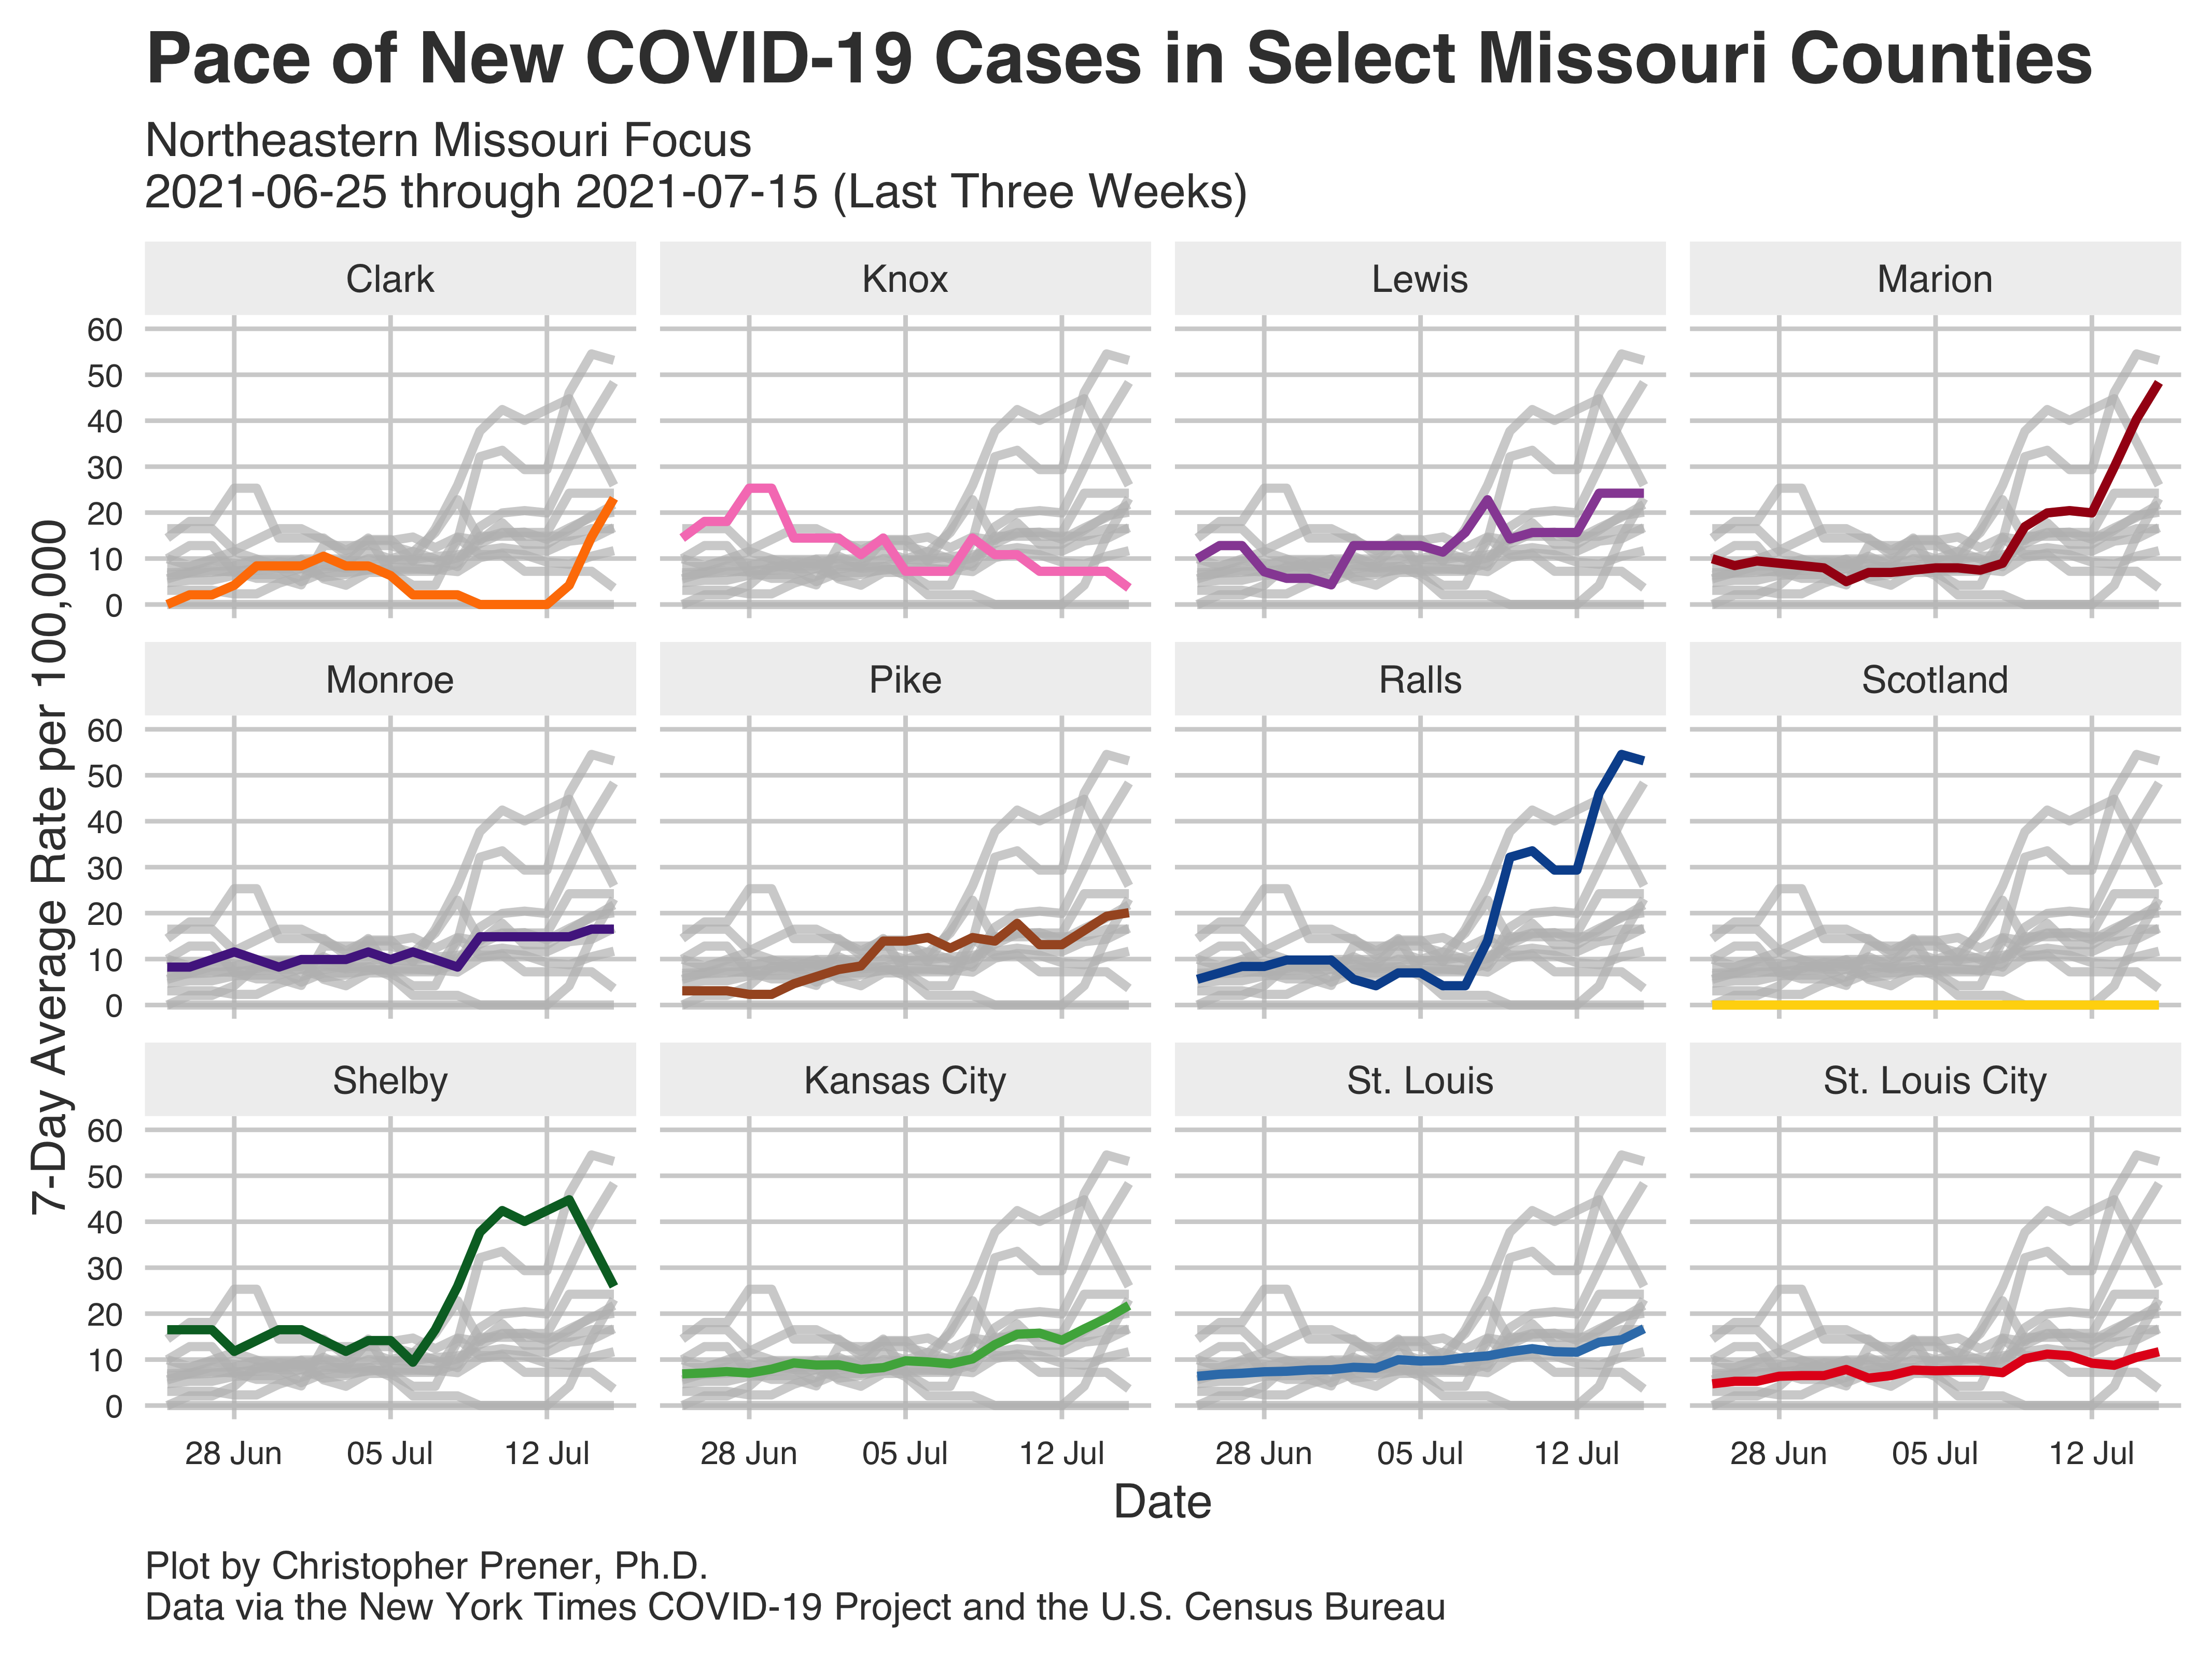 Pace of New COVID-19 Cases in Select Missouri Counties
Northeastern Missouri Focus
2021-06-25 through 2021-07-15 (Last Three Weeks)
7-Day Average Rate per 100,000
Clark
Knox
Lewis
Marion
60
50
40
30
20
10
0
Monroe
Pike
Ralls
Scotland
60
50
40
30
20
10
0
Shelby
Kansas City
St. Louis
St. Louis City
60
50
40
30
20
10
0
28 Jun 05 Jul 12 Jul
28 Jun 05 Jul 12 Jul
28 Jun 05 Jul 12 Jul
28 Jun 05 Jul 12 Jul
Date
Plot by Christopher Prener, Ph.D.
Data via the New York Times COVID-19 Project and the U.S. Census Bureau